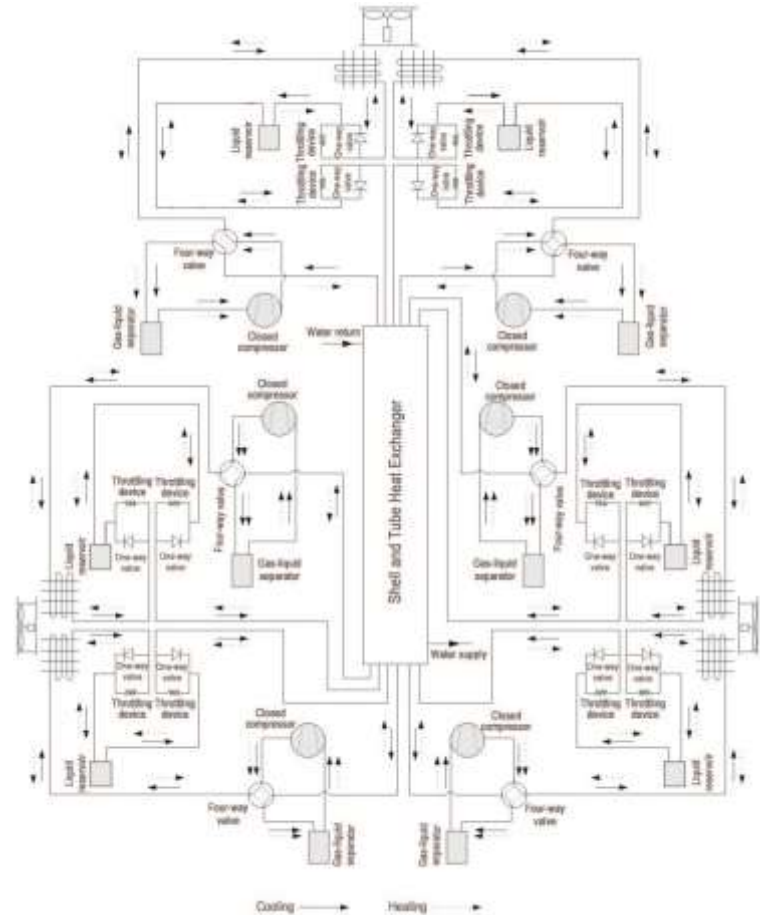 Liquid
reservoir
Throttling
device
One-way
valve
One-way
valve
Throttling
device
Liquid
reservoir
Throttling
device
One-way
valve
One-way
valve
Throttling
device
Four-way
valve
Four-way
valve
Gas-liquid
separator
Closed
compressor
Water return
Closed
compressor
Gas-liquid
separator
Closed
compressor
Closed
compressor
Shell and Tube Heat Exchanger
Throttling
device
Throttling
device
Four-way valve
Four-way valve
Throttling
device
Throttling
device
Liquid
reservoir
One-way
valve
One-way
valve
Gas-liquid
separator
Gas-liquid
separator
One-way
valve
One-way
valve
Liquid
reservoir
Water supply
One-way
valve
One-way
valve
Throttling
device
Throttling
device
One-way
valve
One-way
valve
Throttling
device
Throttling
device
Liquid
reservoir
Closed
compressor
Closed
compressor
Liquid
reservoir
Four-way
valve
Gas-liquid
separator
Gas-liquid
separator
Four-way
valve
Cooling
Heating